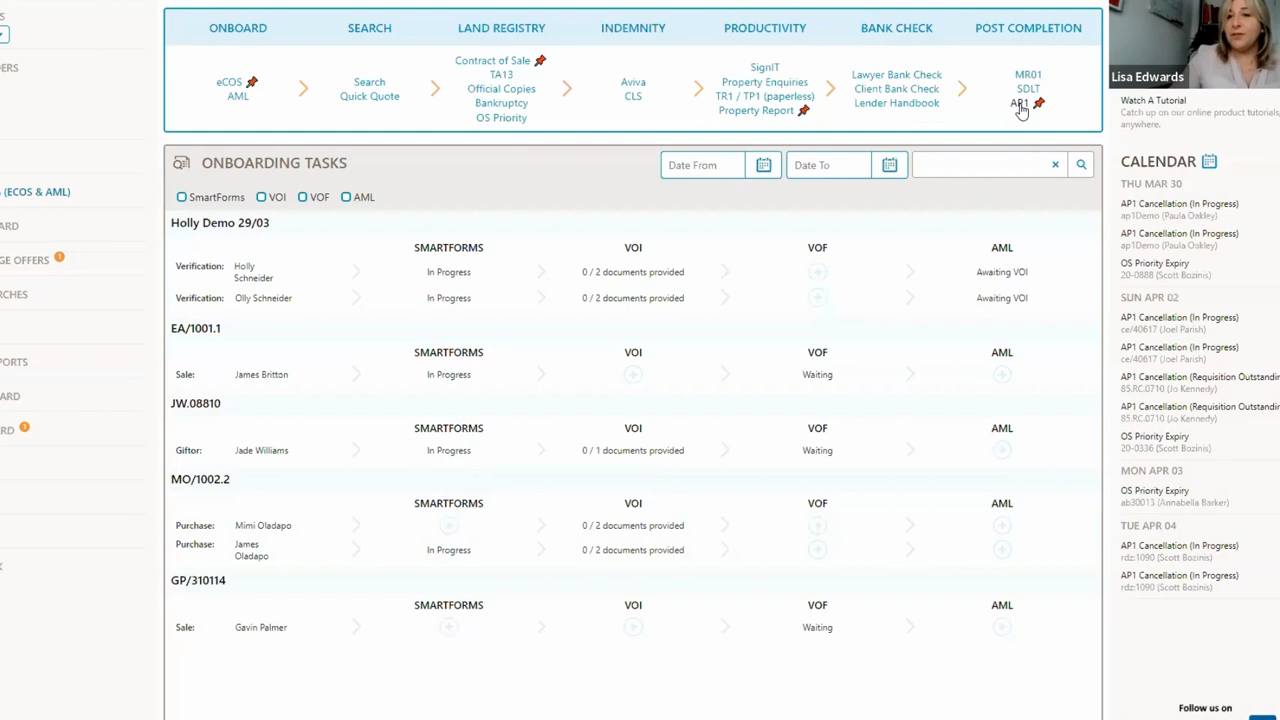 ONBOARD
SEARCH
LAND REGISTRY
INDEMNITY
PRODUCTIVITY
BANK CHECK
POST COMPLETION
eCOS
AML
Search
Quick Quote
Contract of Sale
TA13
Official Copies
Bankruptcy
OS Priority
Aviva
CLS
SignIT
Property Enquiries
TR1 / TP1 (paperless)
Property Report
Lawyer Bank Check
Client Bank Check
Lender Handbook
MR01
SDLT
AP1
S
DERS
(ECOS & AML)
ARD
GE OFFERS 1
RCHES
PORTS
ARD
RD 1
K
ONBOARDING TASKS
Date From
Date To
SmartForms VOI VOF AML
Holly Demo 29/03
SMARTFORMS VOI VOF AML
Verification: Holly Schneider In Progress 0 / 2 documents provided Awaiting VOI
Verification: Olly Schneider In Progress 0 / 2 documents provided Awaiting VOI
EA/1001.1
SMARTFORMS VOI VOF AML
Sale: James Britton In Progress Waiting
JW.08810
SMARTFORMS VOI VOF AML
Giftor: Jade Williams In Progress 0 / 1 documents provided Waiting
MO/1002.2
SMARTFORMS VOI VOF AML
Purchase: Mimi Oladapo 0 / 2 documents provided
Purchase: James Oladapo In Progress 0 / 2 documents provided
GP/310114
SMARTFORMS VOI VOF AML
Sale: Gavin Palmer Waiting
Lisa Edwards
Watch A Tutorial
Catch up on our online product tutorials,
anywhere.
CALENDAR
THU MAR 30
AP1 Cancellation (In Progress)
ap1Demo (Paula Oakley)
AP1 Cancellation (In Progress)
ap1Demo (Paula Oakley)
OS Priority Expiry
20-0888 (Scott Bozinis)
SUN APR 02
AP1 Cancellation (In Progress)
ce/40617 (Joel Parish)
AP1 Cancellation (In Progress)
ce/40617 (Joel Parish)
AP1 Cancellation (Requisition Outstandin
85.RC.0710 (Jo Kennedy)
AP1 Cancellation (Requisition Outstandin
85.RC.0710 (Jo Kennedy)
OS Priority Expiry
20-0336 (Scott Bozinis)
MON APR 03
OS Priority Expiry
ab30013 (Annabella Barker)
TUE APR 04
AP1 Cancellation (In Progress)
rdz:1090 (Scott Bozinis)
AP1 Cancellation (In Progress)
rdz:1090 (Scott Bozinis)
Follow us on